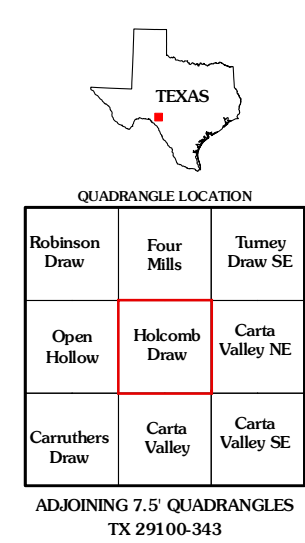 TEXAS
QUADRANGLE LOCATION
Robinson Draw
Four Mills
Turney Draw SE
Open Hollow
Holcomb Draw
Carta Valley NE
Carruthers Draw
Carta Valley
Carta Valley SE
ADJOINING 7.5' QUADRANGLES
TX 29100-343